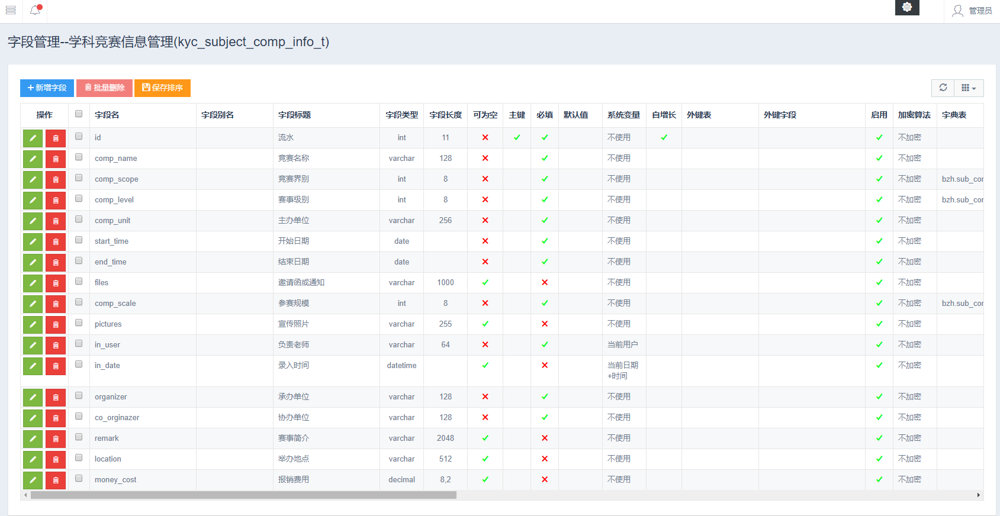 管理员
字段管理--学科竞赛信息管理(kyc_subject_comp_info_t)
新增字段 批量删除 保存排序
操作 字段名 字段别名 字段标题 字段类型 字段长度 可为空 主键 必填 默认值 系统变量 自增长 外键表 外键字段 启用 加密算法 字典表
id 流水 int 11 不使用 不加密
comp_name 竞赛名称 varchar 128 不使用 不加密
comp_scope 竞赛界别 int 8 不使用 不加密 bzh.sub_cor
comp_level 赛事级别 int 8 不使用 不加密 bzh.sub_cor
comp_unit 主办单位 varchar 256 不使用 不加密
start_time 开始日期 date 不使用 不加密
end_time 结束日期 date 不使用 不加密
files 邀请函或通知 varchar 1000 不使用 不加密
comp_scale 参赛规模 int 8 不使用 不加密 bzh.sub_cor
pictures 宣传照片 varchar 255 不使用 不加密
in_user 负责老师 varchar 64 当前用户 不加密
in_date 录入时间 datetime 当前日期 不加密
+时间
organizer 承办单位 varchar 128 不使用 不加密
co_orginazer 协办单位 varchar 128 不使用 不加密
remark 赛事简介 varchar 2048 不使用 不加密
location 举办地点 varchar 512 不使用 不加密
money_cost 报销费用 decimal 8,2 不使用 不加密